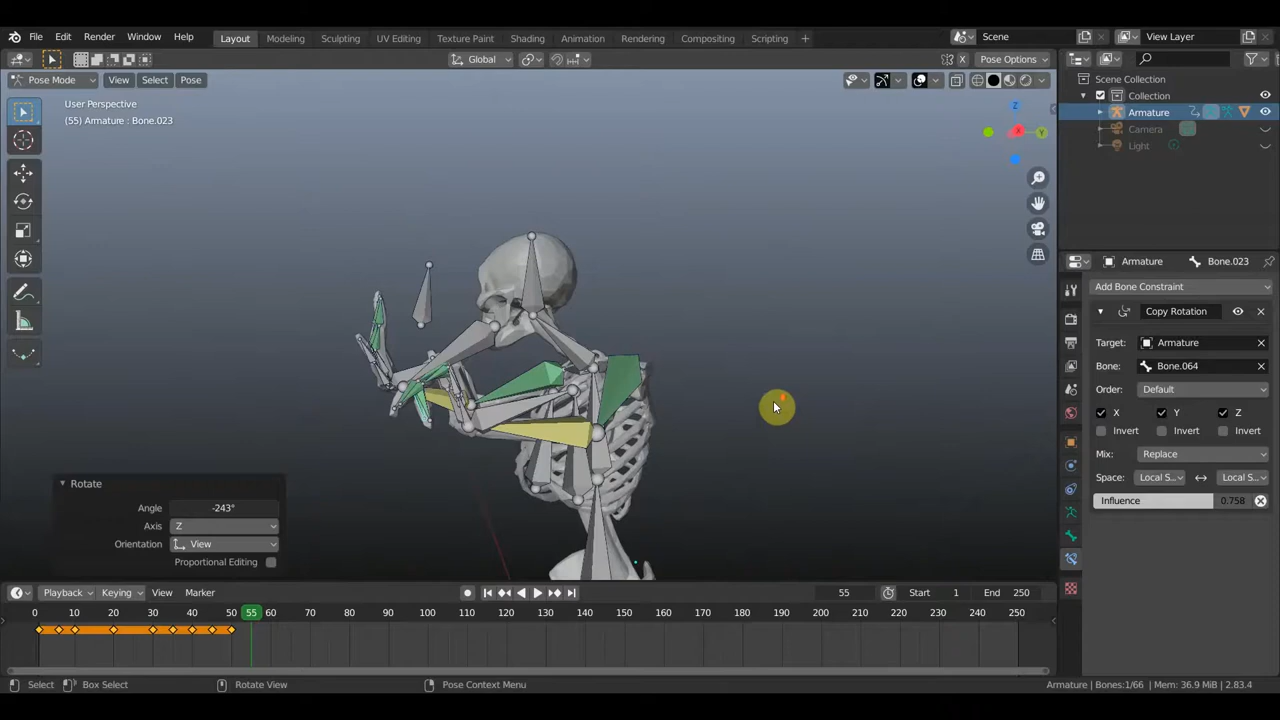 File Edit Render Window Help Layout Modeling Sculpting UV Editing Texture Paint Shading Animation Rendering Compositing Scripting + Scene View Layer
Global Pose Options
Pose Mode View Select Pose
User Perspective
(55) Armature : Bone.023
Z
X
Y
Scene Collection
Collection
Armature
Camera
Light
Armature Bone.023
Add Bone Constraint
Copy Rotation
Target: Armature
Bone: Bone.064
Order: Default
X Y Z
Invert Invert Invert
Mix: Replace
Space: Local S... Local S...
Influence 0.758
Rotate
Angle -243°
Axis Z
Orientation View
Proportional Editing
Playback Keying View Marker 55 Start 1 End 250
0 10 20 30 40 50 55 60 70 80 90 100 110 120 130 140 150 160 170 180 190 200 210 220 230 240 250
Select Box Select Rotate View Pose Context Menu Armature | Bones:1/66 | Mem: 36.9 MiB | 2.83.4